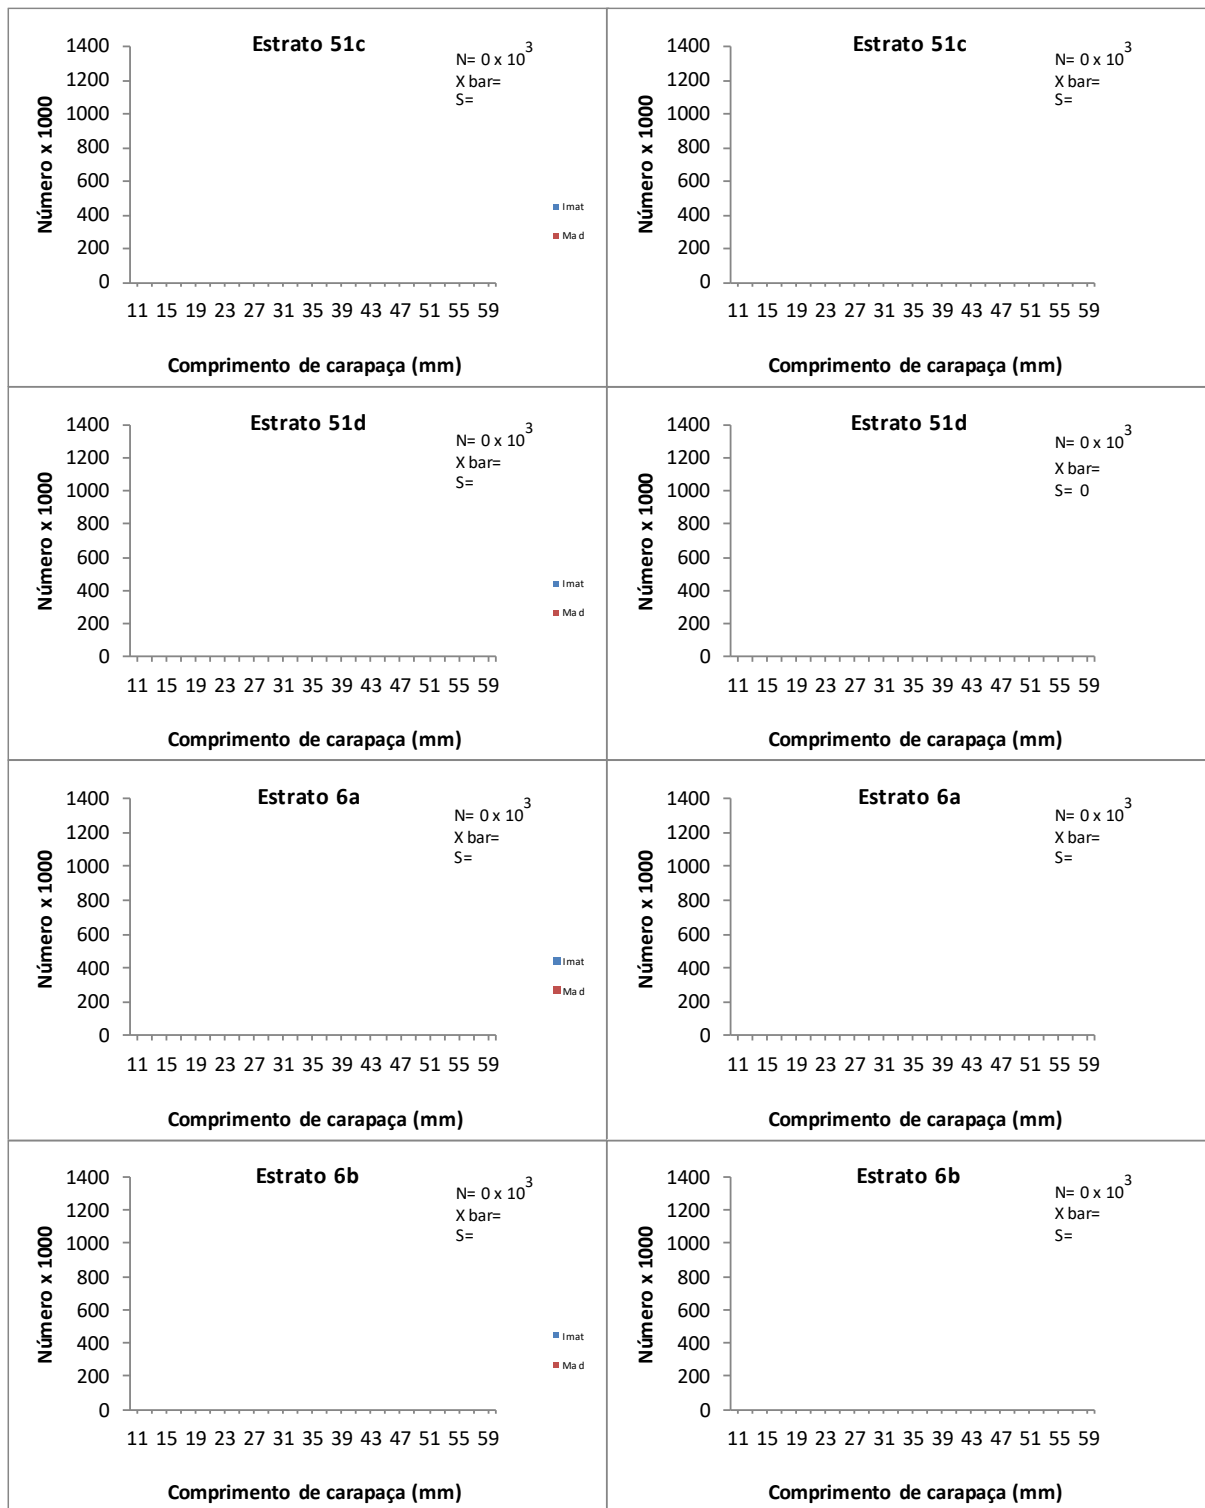 Estrato 51c
N= 0 x 10^3
X bar=
S=
1400
1200
1000
800
600
400
200
0
Número x 1000
Imat
Mad
11 15 19 23 27 31 35 39 43 47 51 55 59
Comprimento de carapaça (mm)
Estrato 51c
N= 0 x 10^3
X bar=
S=
1400
1200
1000
800
600
400
200
0
Número x 1000
11 15 19 23 27 31 35 39 43 47 51 55 59
Comprimento de carapaça (mm)
Estrato 51d
N= 0 x 10^3
X bar=
S=
1400
1200
1000
800
600
400
200
0
Número x 1000
Imat
Mad
11 15 19 23 27 31 35 39 43 47 51 55 59
Comprimento de carapaça (mm)
Estrato 51d
N= 0 x 10^3
X bar=
S= 0
1400
1200
1000
800
600
400
200
0
Número x 1000
11 15 19 23 27 31 35 39 43 47 51 55 59
Comprimento de carapaça (mm)
Estrato 6a
N= 0 x 10^3
X bar=
S=
1400
1200
1000
800
600
400
200
0
Número x 1000
Imat
Mad
11 15 19 23 27 31 35 39 43 47 51 55 59
Comprimento de carapaça (mm)
Estrato 6a
N= 0 x 10^3
X bar=
S=
1400
1200
1000
800
600
400
200
0
Número x 1000
11 15 19 23 27 31 35 39 43 47 51 55 59
Comprimento de carapaça (mm)
Estrato 6b
N= 0 x 10^3
X bar=
S=
1400
1200
1000
800
600
400
200
0
Número x 1000
Imat
Mad
11 15 19 23 27 31 35 39 43 47 51 55 59
Comprimento de carapaça (mm)
Estrato 6b
N= 0 x 10^3
X bar=
S=
1400
1200
1000
800
600
400
200
0
Número x 1000
11 15 19 23 27 31 35 39 43 47 51 55 59
Comprimento de carapaça (mm)